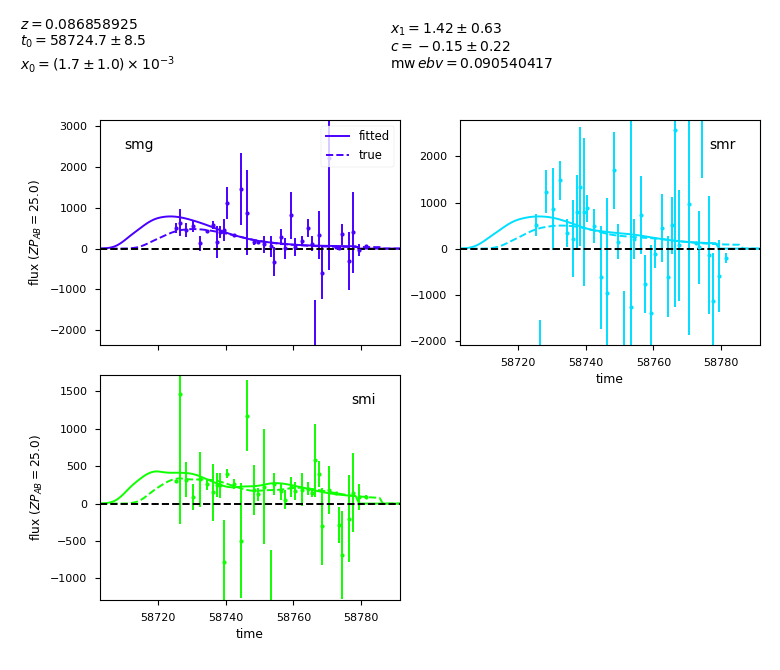 z = 0.086858925
t₀ = 58724.7 ± 8.5
x₀ = (1.7 ± 1.0) × 10⁻³
x₁ = 1.42 ± 0.63
c = −0.15 ± 0.22
mw ebv = 0.090540417
smg
fitted
true
3000
2000
1000
0
−1000
−2000
flux (ZP_AB = 25.0)
smr
2000
1000
0
−1000
−2000
58720 58740 58760 58780
time
smi
1500
1000
500
0
−500
−1000
flux (ZP_AB = 25.0)
58720 58740 58760 58780
time